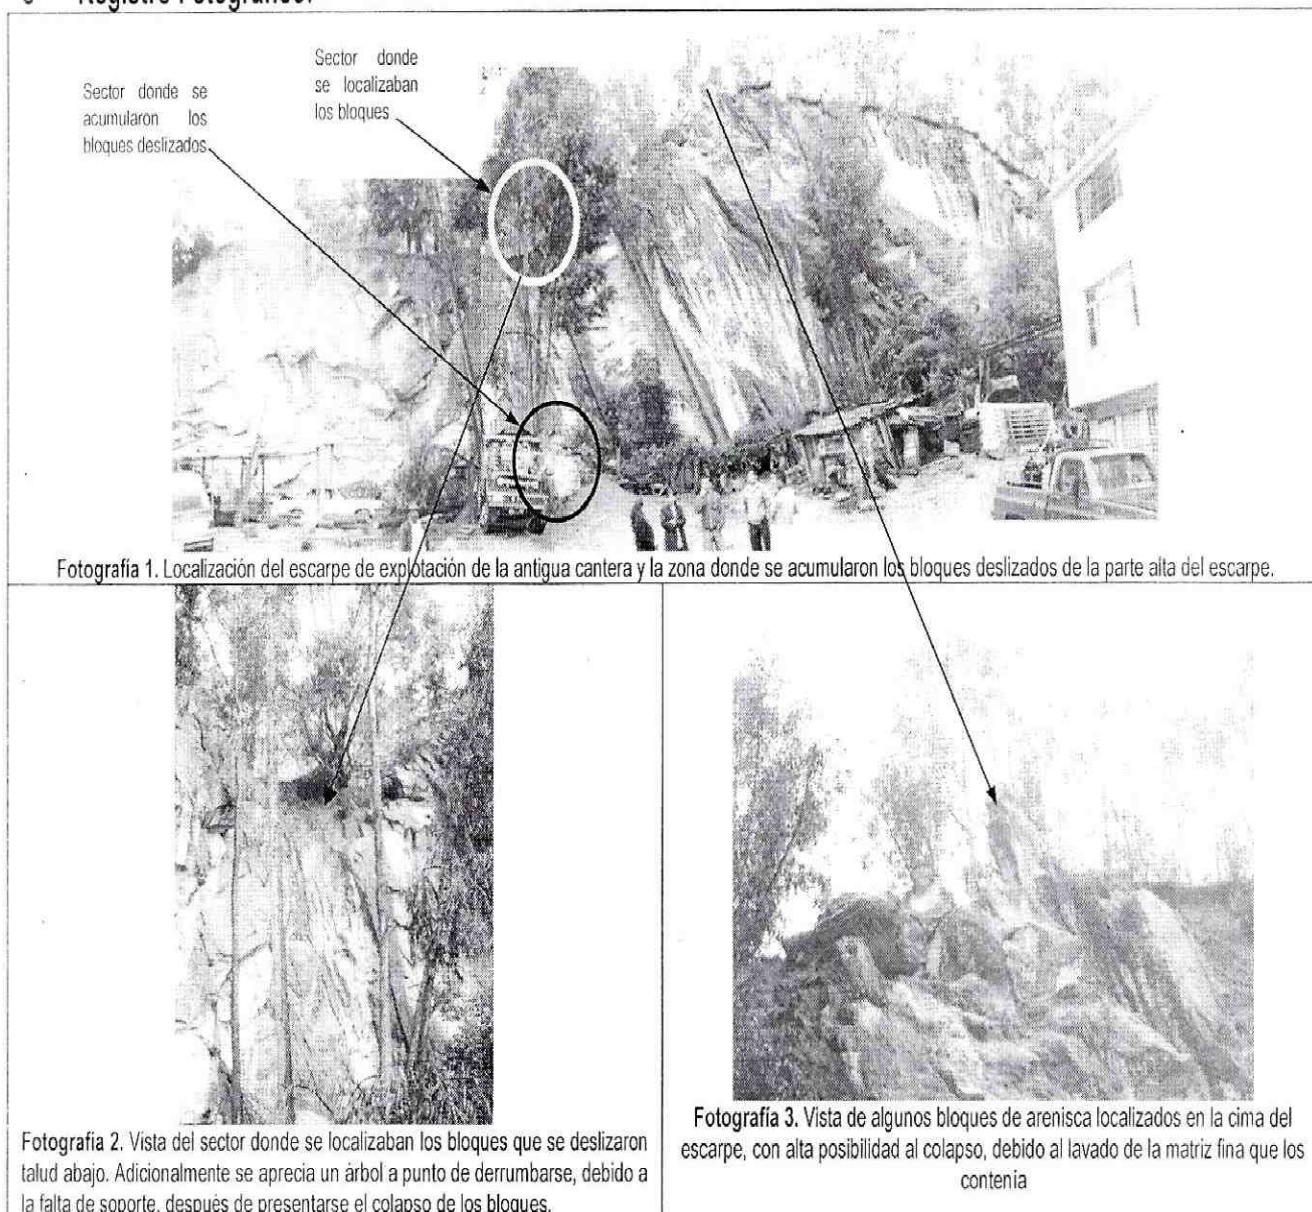 Registro Fotográfico.
Sector donde se
acumularon los
bloques deslizados
Sector donde
se localizaban
los bloques
Fotografía 1. Localización del escarpe de explotación de la antigua cantera y la zona donde se acumularon los bloques deslizados de la parte alta del escarpe.
Fotografía 2. Vista del sector donde se localizaban los bloques que se deslizaron
talud abajo. Adicionalmente se aprecia un árbol a punto de derrumbarse, debido a
la falta de soporte, después de presentarse el colapso de los bloques.
Fotografía 3. Vista de algunos bloques de arenisca localizados en la cima del
escarpe, con alta posibilidad al colapso, debido al lavado de la matriz fina que los
contenia